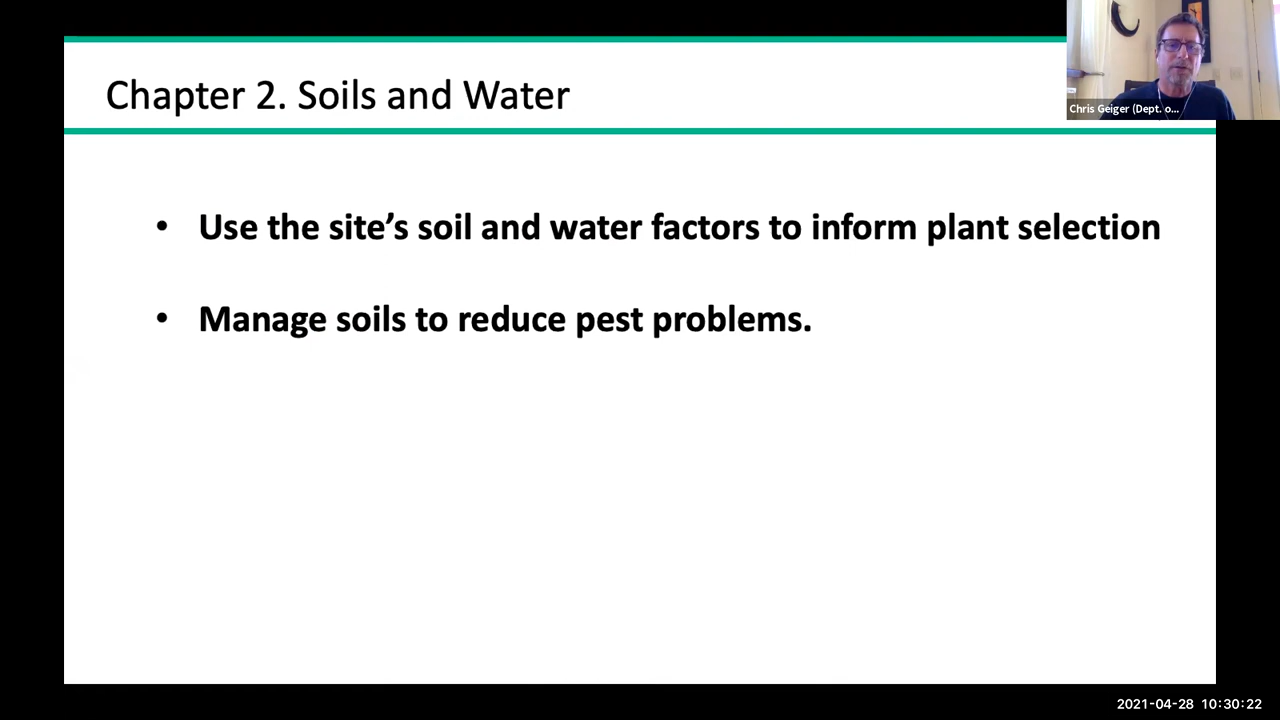 Chapter 2. Soils and Water
Chris Geiger (Dept. o...
• Use the site’s soil and water factors to inform plant selection
• Manage soils to reduce pest problems.
2021-04-28 10:30:22